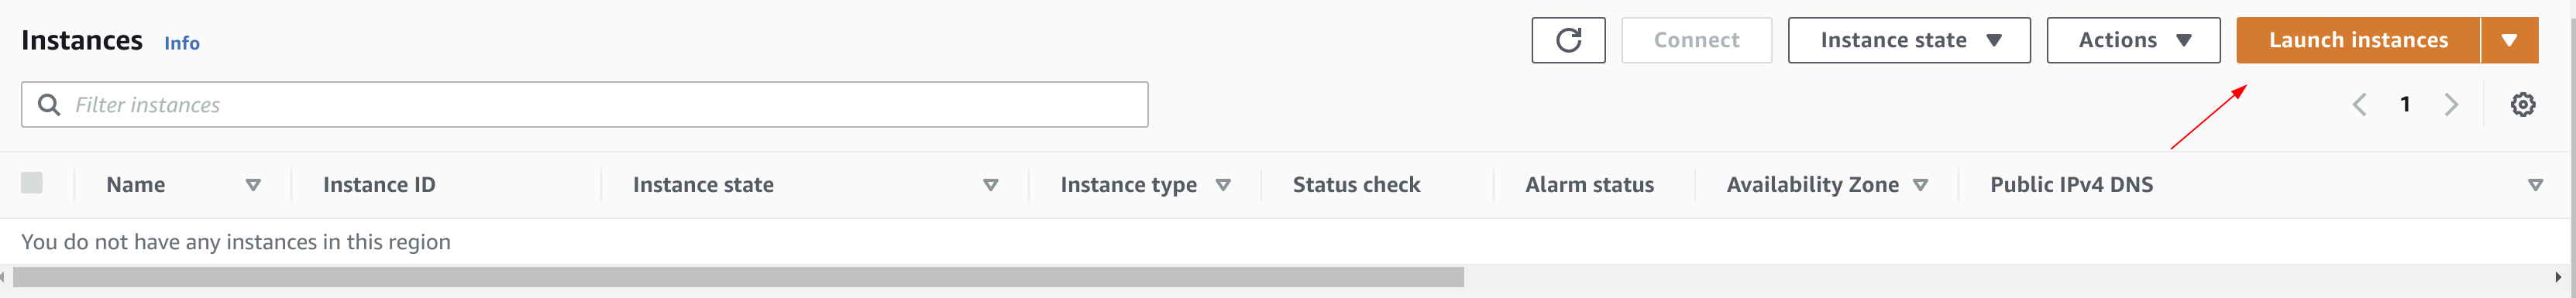 Instances Info Connect Instance state Actions Launch instances
Filter instances 1
Name Instance ID Instance state Instance type Status check Alarm status Availability Zone Public IPv4 DNS
You do not have any instances in this region